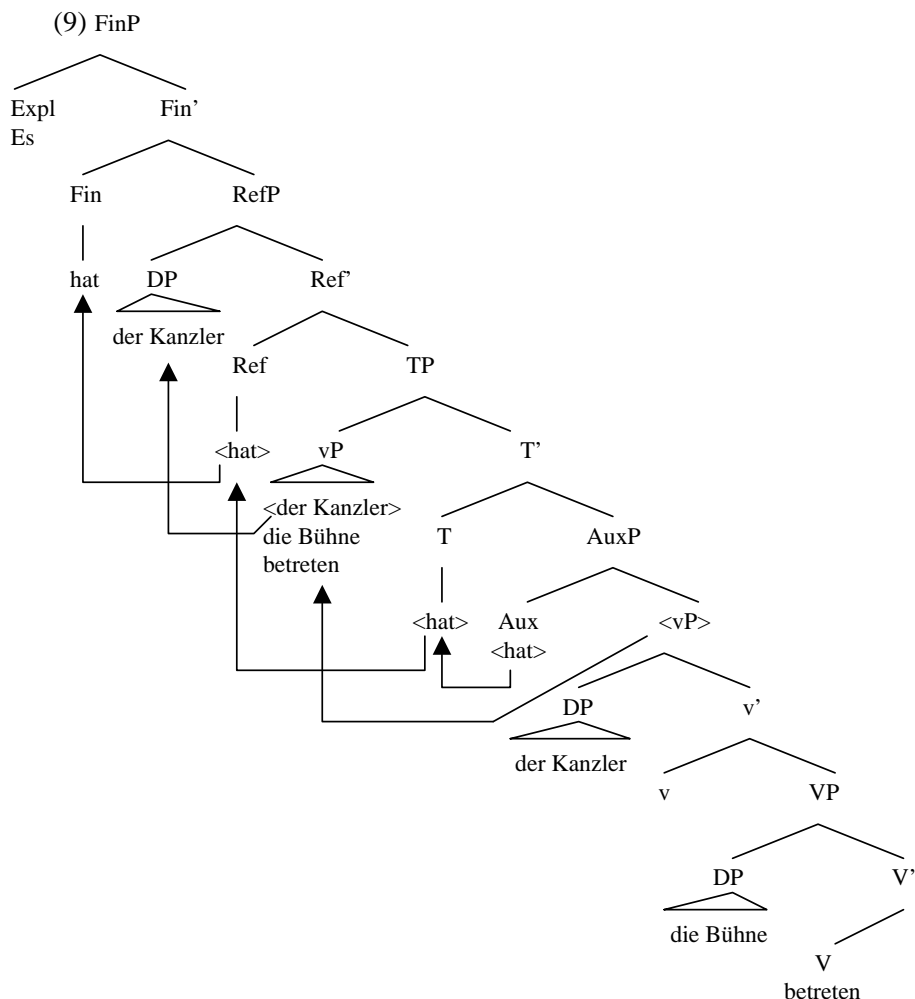 (9) FinP
Expl Fin’
Es
Fin RefP
hat DP Ref’
der Kanzler
Ref TP
<hat> vP T’
<der Kanzler>
die Bühne T AuxP
betreten
<hat> Aux <vP>
<hat>
DP v’
der Kanzler
v VP
DP V’
die Bühne
V
betreten